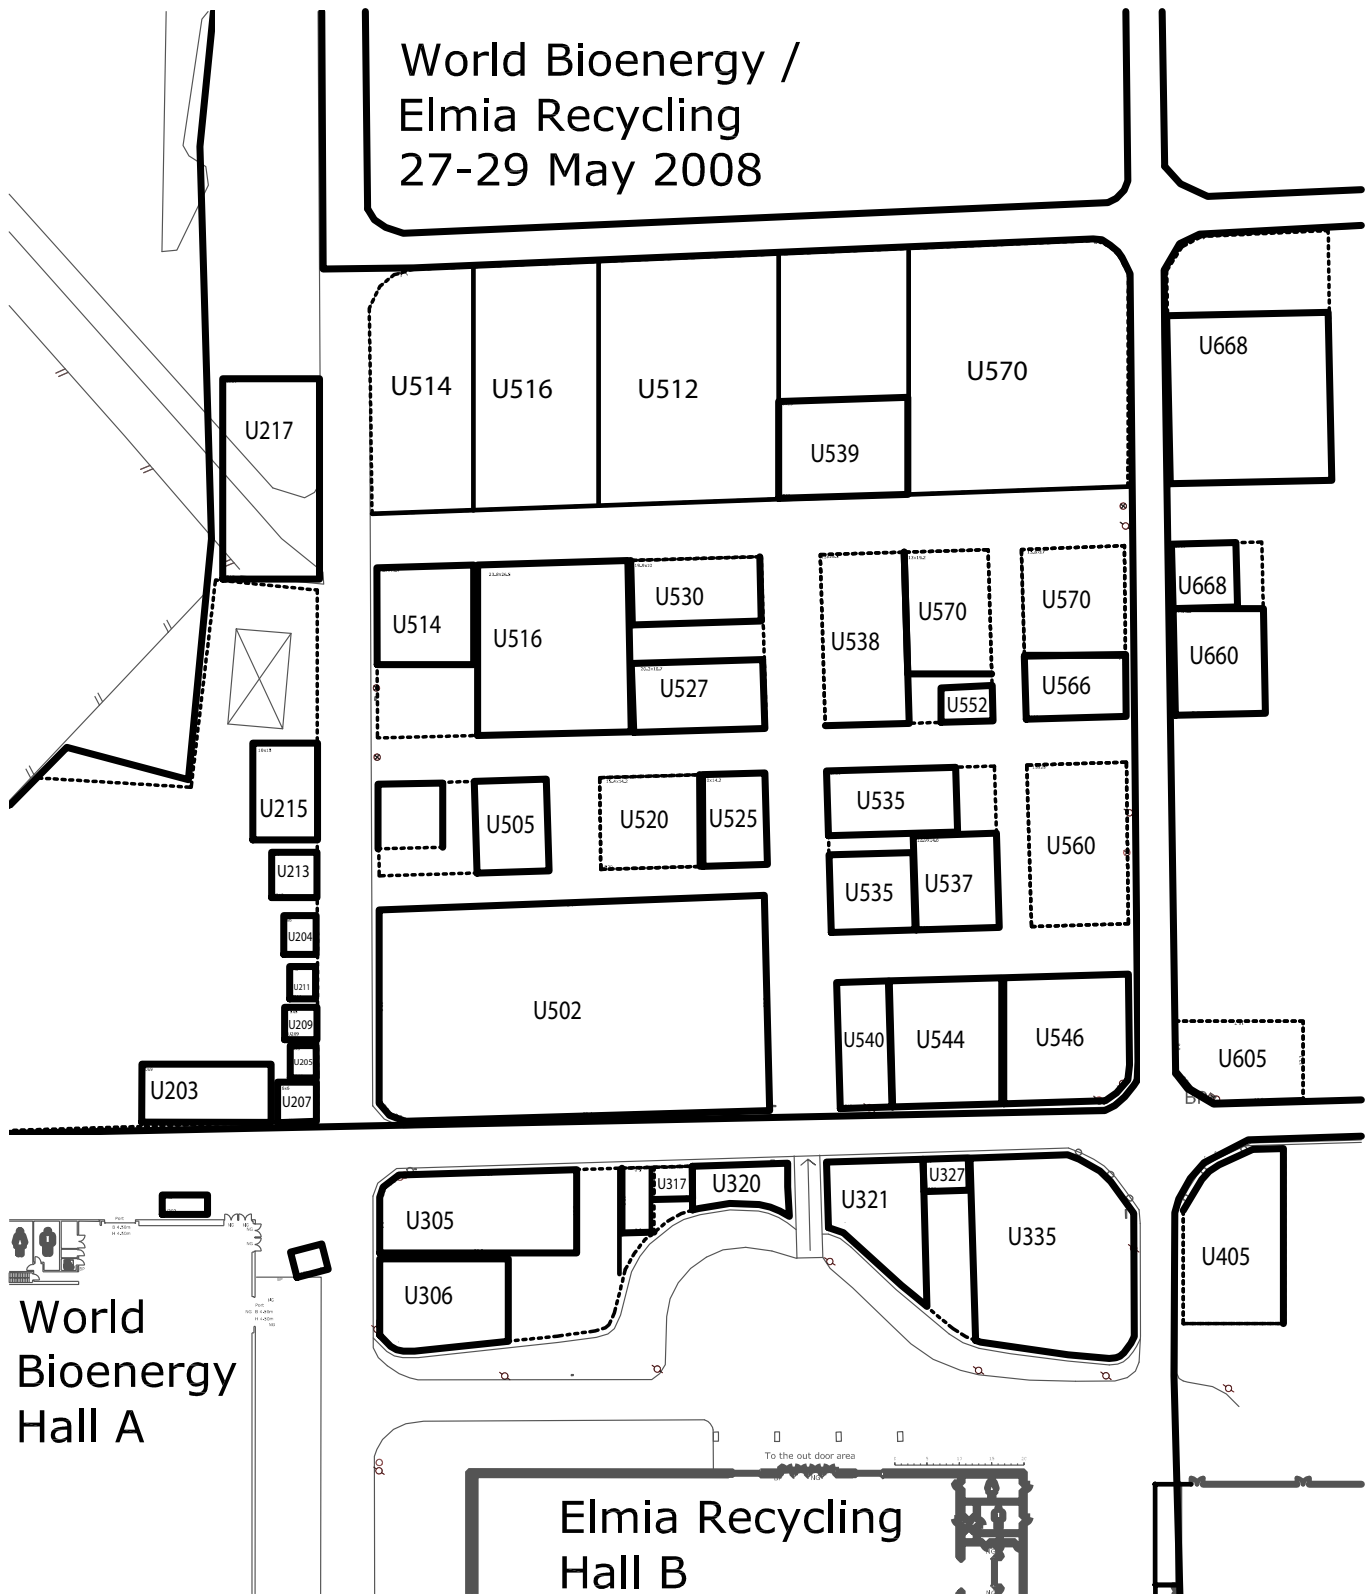 World Bioenergy /
Elmia Recycling
27-29 May 2008
U668
U514
U516
U512
U570
U217
U539
U530
U514
U516
U538
U570
U570
U668
U660
U527
U566
U552
U215
U505
U520
U525
U535
U560
U213
U535
U537
U204
U211
U502
U209
U540
U544
U546
U205
U605
U203
U207
U317
U320
U327
U321
U305
U335
U405
U306
World
Bioenergy
Hall A
To the out door area
Elmia Recycling
Hall B